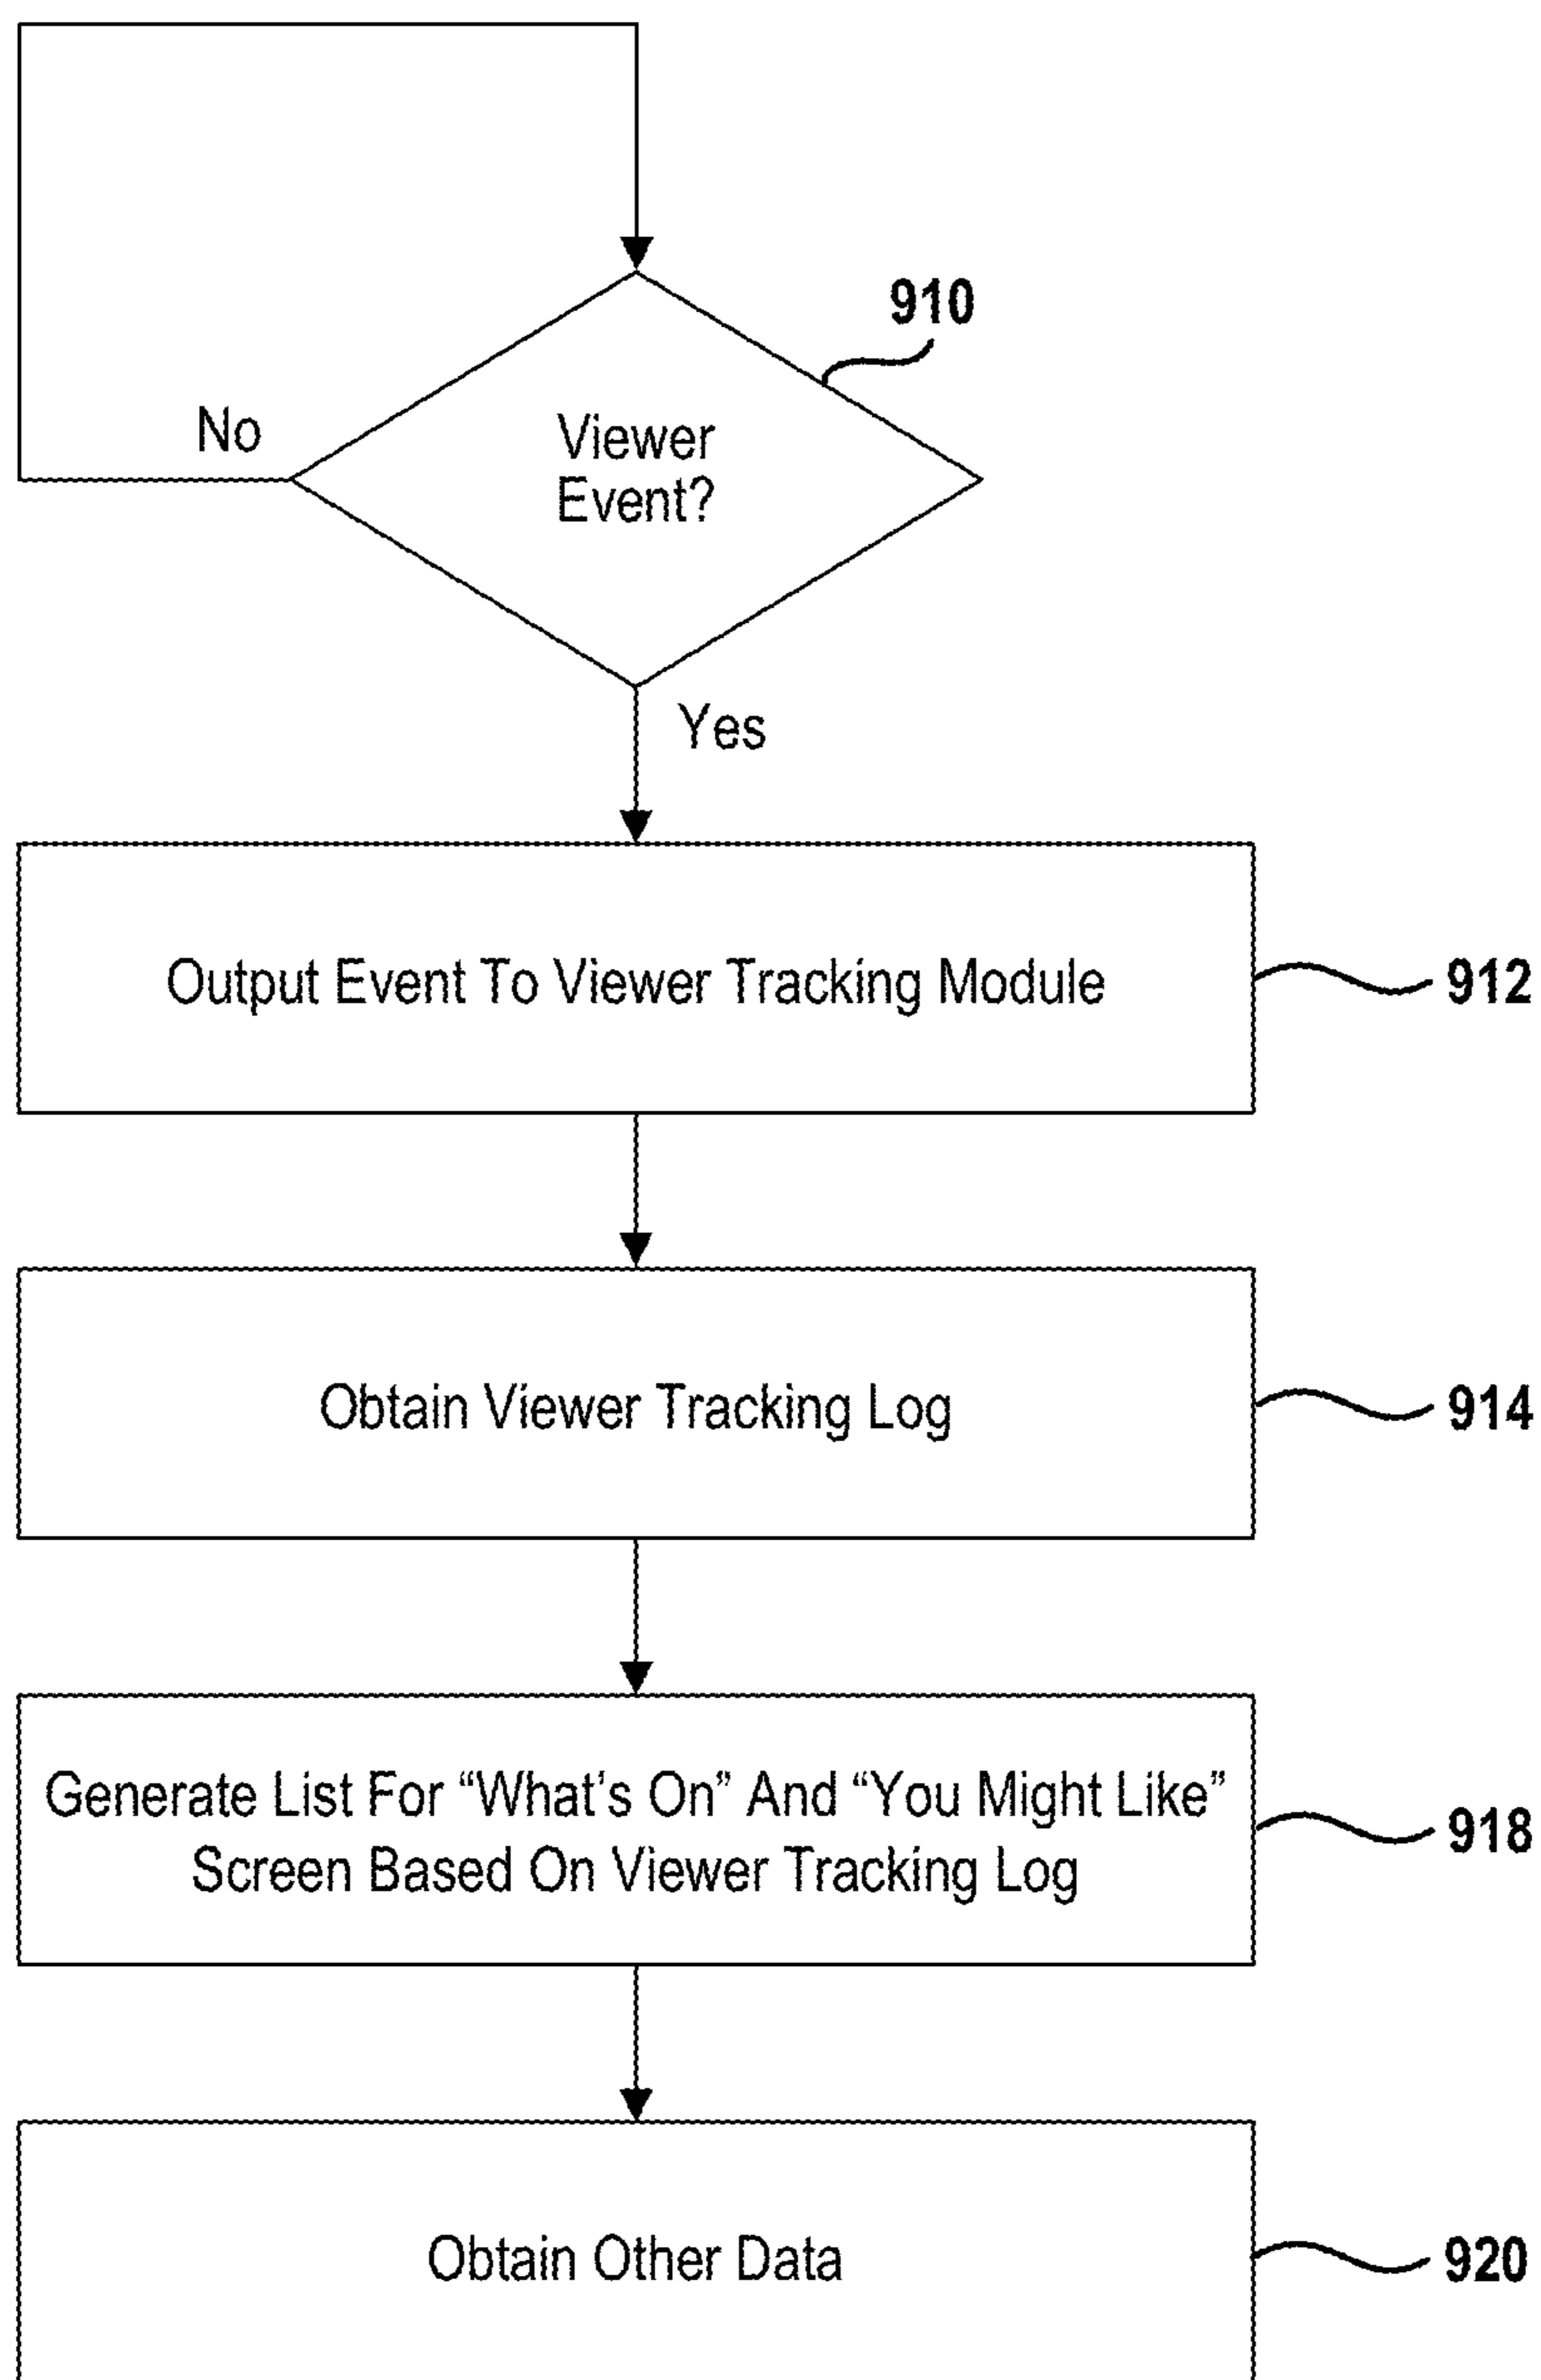 910
No
Viewer
Event?
Yes
Output Event To Viewer Tracking Module
912
Obtain Viewer Tracking Log
914
Generate List For “What’s On” And “You Might Like”
Screen Based On Viewer Tracking Log
918
Obtain Other Data
920